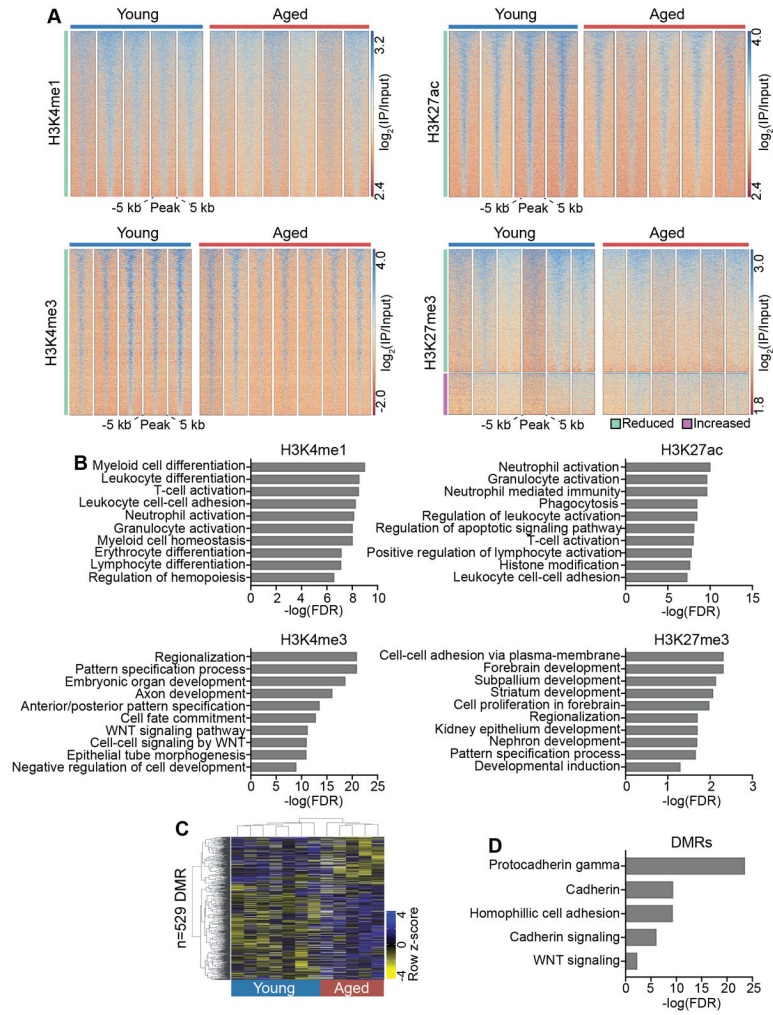 A
Young Aged
H3K4me1
3.2
log2(IP/Input)
2.4
-5 kb Peak 5 kb
Young Aged
H3K27ac
4.0
log2(IP/Input)
2.4
-5 kb Peak 5 kb
Young Aged
H3K4me3
4.0
log2(IP/Input)
-2.0
-5 kb Peak 5 kb
Young Aged
H3K27me3
3.0
log2(IP/Input)
1.8
-5 kb Peak 5 kb
Reduced Increased
B
H3K4me1
Myeloid cell differentiation
Leukocyte differentiation
T-cell activation
Leukocyte cell-cell adhesion
Neutrophil activation
Granulocyte activation
Myeloid cell homeostasis
Erythrocyte differentiation
Lymphocyte differentiation
Regulation of hemopoiesis
0 2 4 6 8 10
-log(FDR)
H3K27ac
Neutrophil activation
Granulocyte activation
Neutrophil mediated immunity
Phagocytosis
Regulation of leukocyte activation
Regulation of apoptotic signaling pathway
T-cell activation
Positive regulation of lymphocyte activation
Histone modification
Leukocyte cell-cell adhesion
0 5 10 15
-log(FDR)
H3K4me3
Regionalization
Pattern specification process
Embryonic organ development
Axon development
Anterior/posterior pattern specification
Cell fate commitment
WNT signaling pathway
Cell-cell signaling by WNT
Epithelial tube morphogenesis
Negative regulation of cell development
0 5 10 15 20 25
-log(FDR)
H3K27me3
Cell-cell adhesion via plasma-membrane
Forebrain development
Subpallium development
Striatum development
Cell proliferation in forebrain
Regionalization
Kidney epithelium development
Nephron development
Pattern specification process
Developmental induction
0 1 2 3
-log(FDR)
C
n=529 DMR
4
0
-4
Row z-score
Young Aged
D
DMRs
Protocadherin gamma
Cadherin
Homophillic cell adhesion
Cadherin signaling
WNT signaling
0 5 10 15 20 25
-log(FDR)